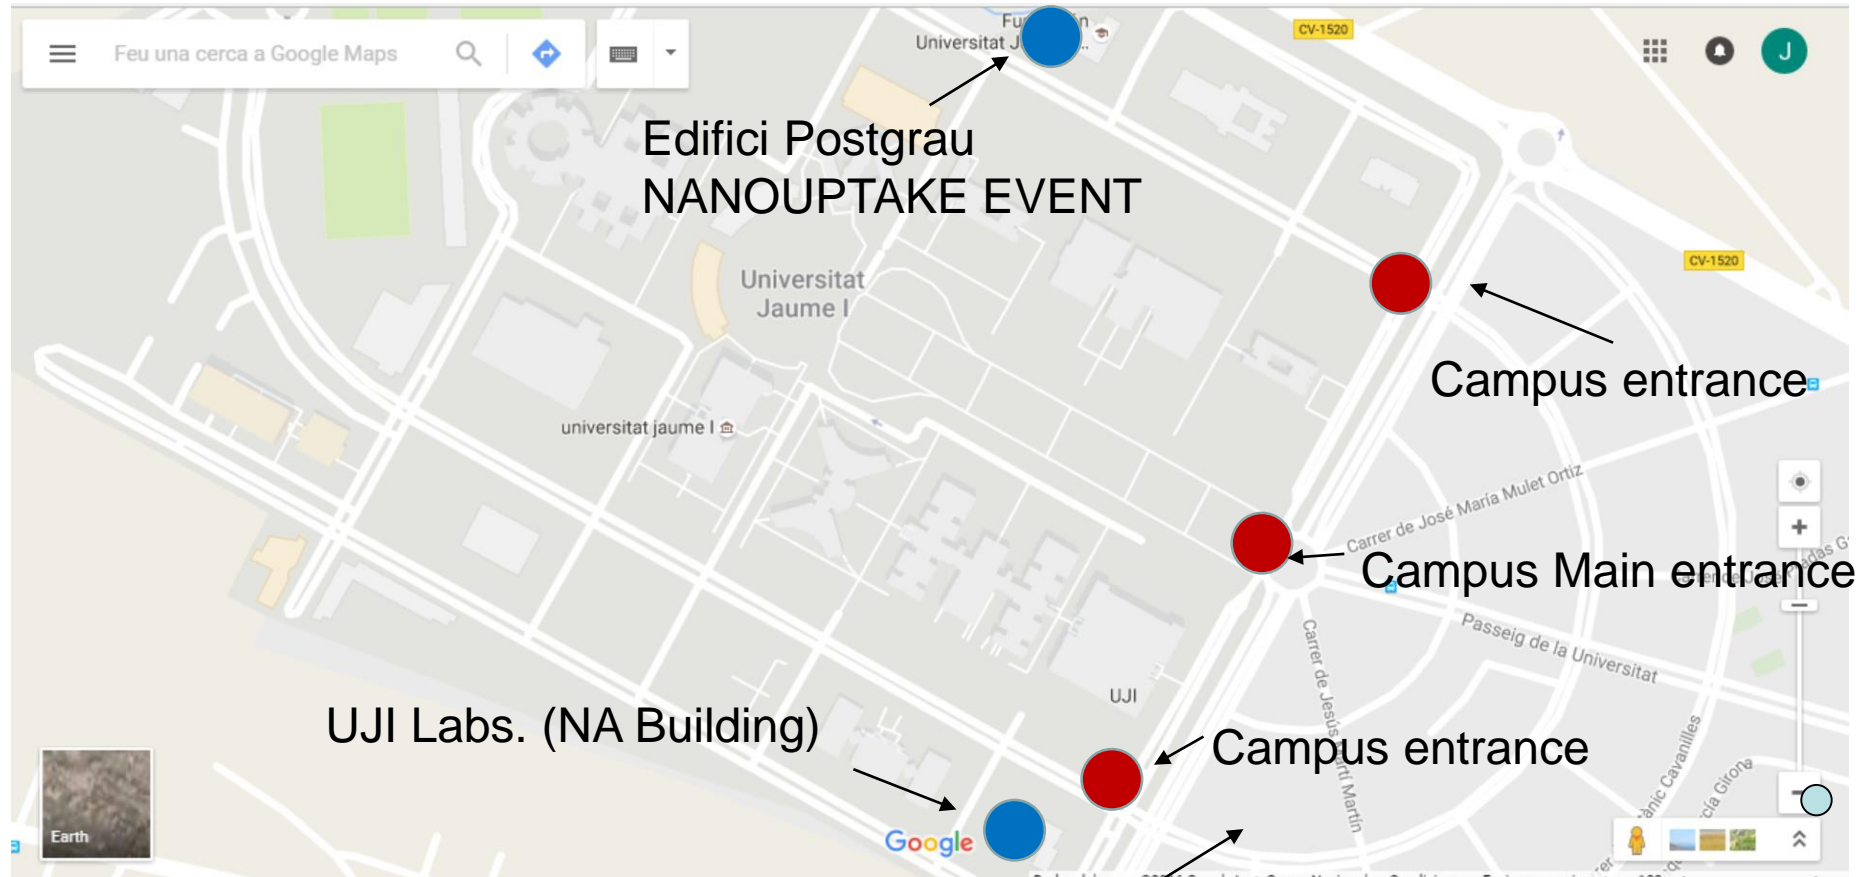 Feu una cerca a Google Maps
Universitat J
CV-1520
J
Edifici Postgrau
NANOUPTAKE EVENT
CV-1520
Universitat
Jaume I
Campus entrance
universitat jaume I
Carrer de José María Mulet Ortiz
Campus Main entrance
Passeig de la Universitat
Carrer de Jesús Martí Martín
UJI
UJI Labs. (NA Building)
Campus entrance
Cavanilles
Girona
Earth
Google